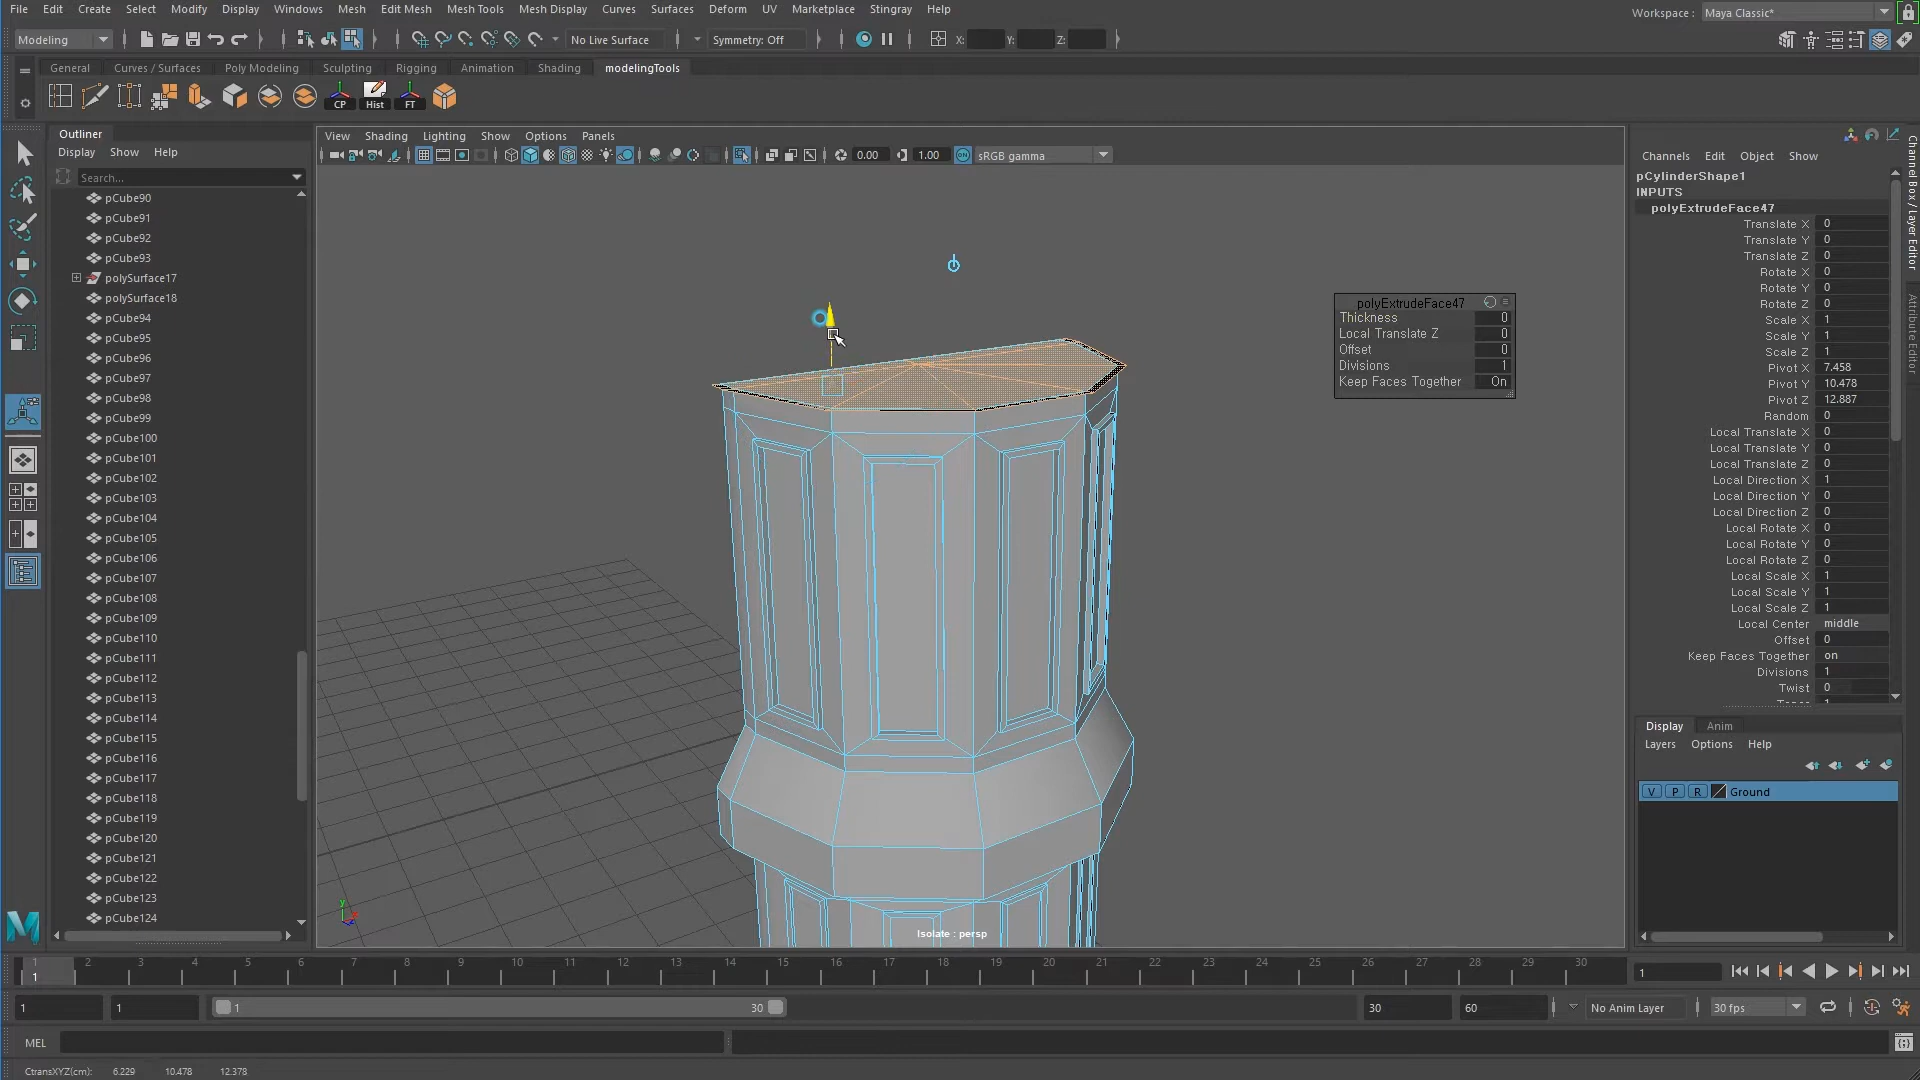 File Edit Create Select Modify Display Windows Mesh Edit Mesh Mesh Tools Mesh Display Curves Surfaces Deform UV Marketplace Stingray Help
Workspace : Maya Classic*
Modeling No Live Surface Symmetry: Off X: Y: Z:
General Curves / Surfaces Poly Modeling Sculpting Rigging Animation Shading modelingTools
CP Hist FT
Outliner
Display Show Help
Search...
pCube90
pCube91
pCube92
pCube93
polySurface17
polySurface18
pCube94
pCube95
pCube96
pCube97
pCube98
pCube99
pCube100
pCube101
pCube102
pCube103
pCube104
pCube105
pCube106
pCube107
pCube108
pCube109
pCube110
pCube111
pCube112
pCube113
pCube114
pCube115
pCube116
pCube117
pCube118
pCube119
pCube120
pCube121
pCube122
pCube123
pCube124
View Shading Lighting Show Options Panels
0.00 1.00 ON sRGB gamma
polyExtrudeFace47
Thickness 0
Local Translate Z 0
Offset 0
Divisions 1
Keep Faces Together On
y
Isolate : persp
Channels Edit Object Show
pCylinderShape1
INPUTS
polyExtrudeFace47
Translate X 0
Translate Y 0
Translate Z 0
Rotate X 0
Rotate Y 0
Rotate Z 0
Scale X 1
Scale Y 1
Scale Z 1
Pivot X 7.458
Pivot Y 10.478
Pivot Z 12.887
Random 0
Local Translate X 0
Local Translate Y 0
Local Translate Z 0
Local Direction X 1
Local Direction Y 0
Local Direction Z 0
Local Rotate X 0
Local Rotate Y 0
Local Rotate Z 0
Local Scale X 1
Local Scale Y 1
Local Scale Z 1
Local Center middle
Offset 0
Keep Faces Together on
Divisions 1
Twist 0
Channel Box / Layer Editor
Attribute Editor
Display Anim
Layers Options Help
V P R Ground
1 2 3 4 5 6 7 8 9 10 11 12 13 14 15 16 17 18 19 20 21 22 23 24 25 26 27 28 29 30
1 1
1 1 1 30 30 60 No Anim Layer 30 fps
MEL
CtransXYZ(cm): 6.229 10.478 12.378